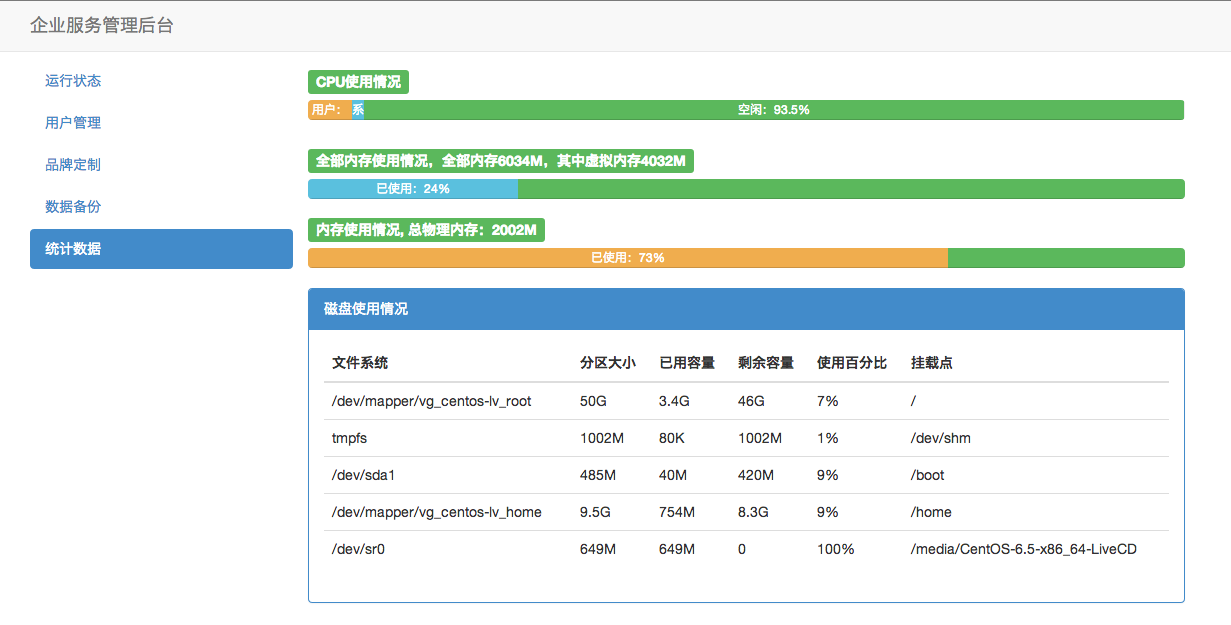 企业服务管理后台
运行状态
用户管理
品牌定制
数据备份
统计数据
CPU使用情况
用户： 系 空闲：93.5%
全部内存使用情况，全部内存6034M，其中虚拟内存4032M
已使用：24%
内存使用情况, 总物理内存：2002M
已使用：73%
磁盘使用情况
文件系统 分区大小 已用容量 剩余容量 使用百分比 挂载点
/dev/mapper/vg_centos-lv_root 50G 3.4G 46G 7% /
tmpfs 1002M 80K 1002M 1% /dev/shm
/dev/sda1 485M 40M 420M 9% /boot
/dev/mapper/vg_centos-lv_home 9.5G 754M 8.3G 9% /home
/dev/sr0 649M 649M 0 100% /media/CentOS-6.5-x86_64-LiveCD